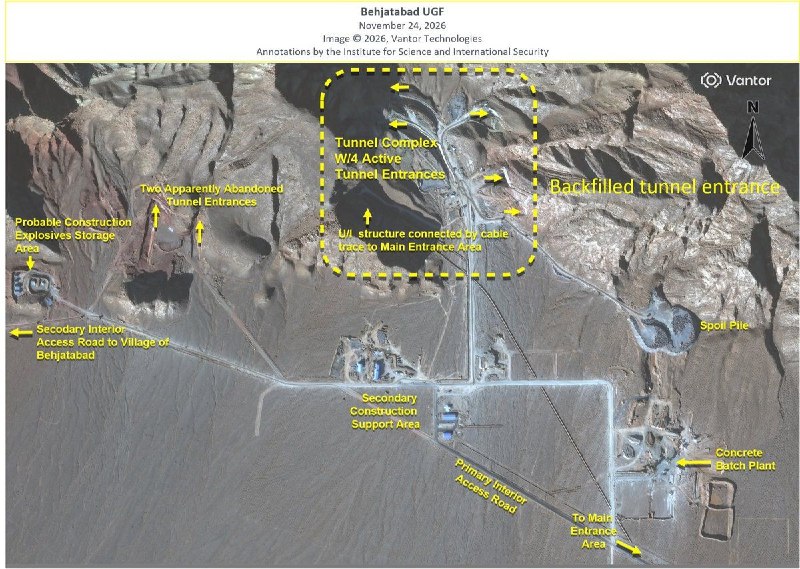 Behjatabad UGF
November 24, 2026
Image © 2026, Vantor Technologies
Annotations by the Institute for Science and International Security
Vantor
N
Tunnel Complex
W/4 Active
Tunnel Entrances
Backfilled tunnel entrance
Two Apparently Abandoned
Tunnel Entrances
Probable Construction
Explosives Storage
Area
U/I structure connected by cable
trace to Main Entrance Area
Secodary Interior
Access Road to Village of
Behjatabad
Spoil Pile
Secondary
Construction
Support Area
Primary Interior
Access Road
Concrete
Batch Plant
To Main
Entrance
Area